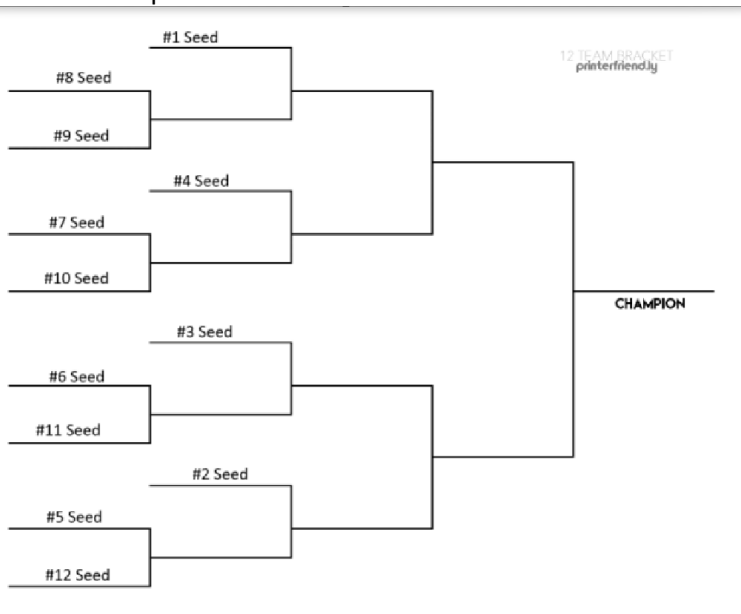 #1 Seed
12 TEAM BRACKET
printerfriend.ly
#8 Seed
#9 Seed
#4 Seed
#7 Seed
#10 Seed
CHAMPION
#3 Seed
#6 Seed
#11 Seed
#2 Seed
#5 Seed
#12 Seed